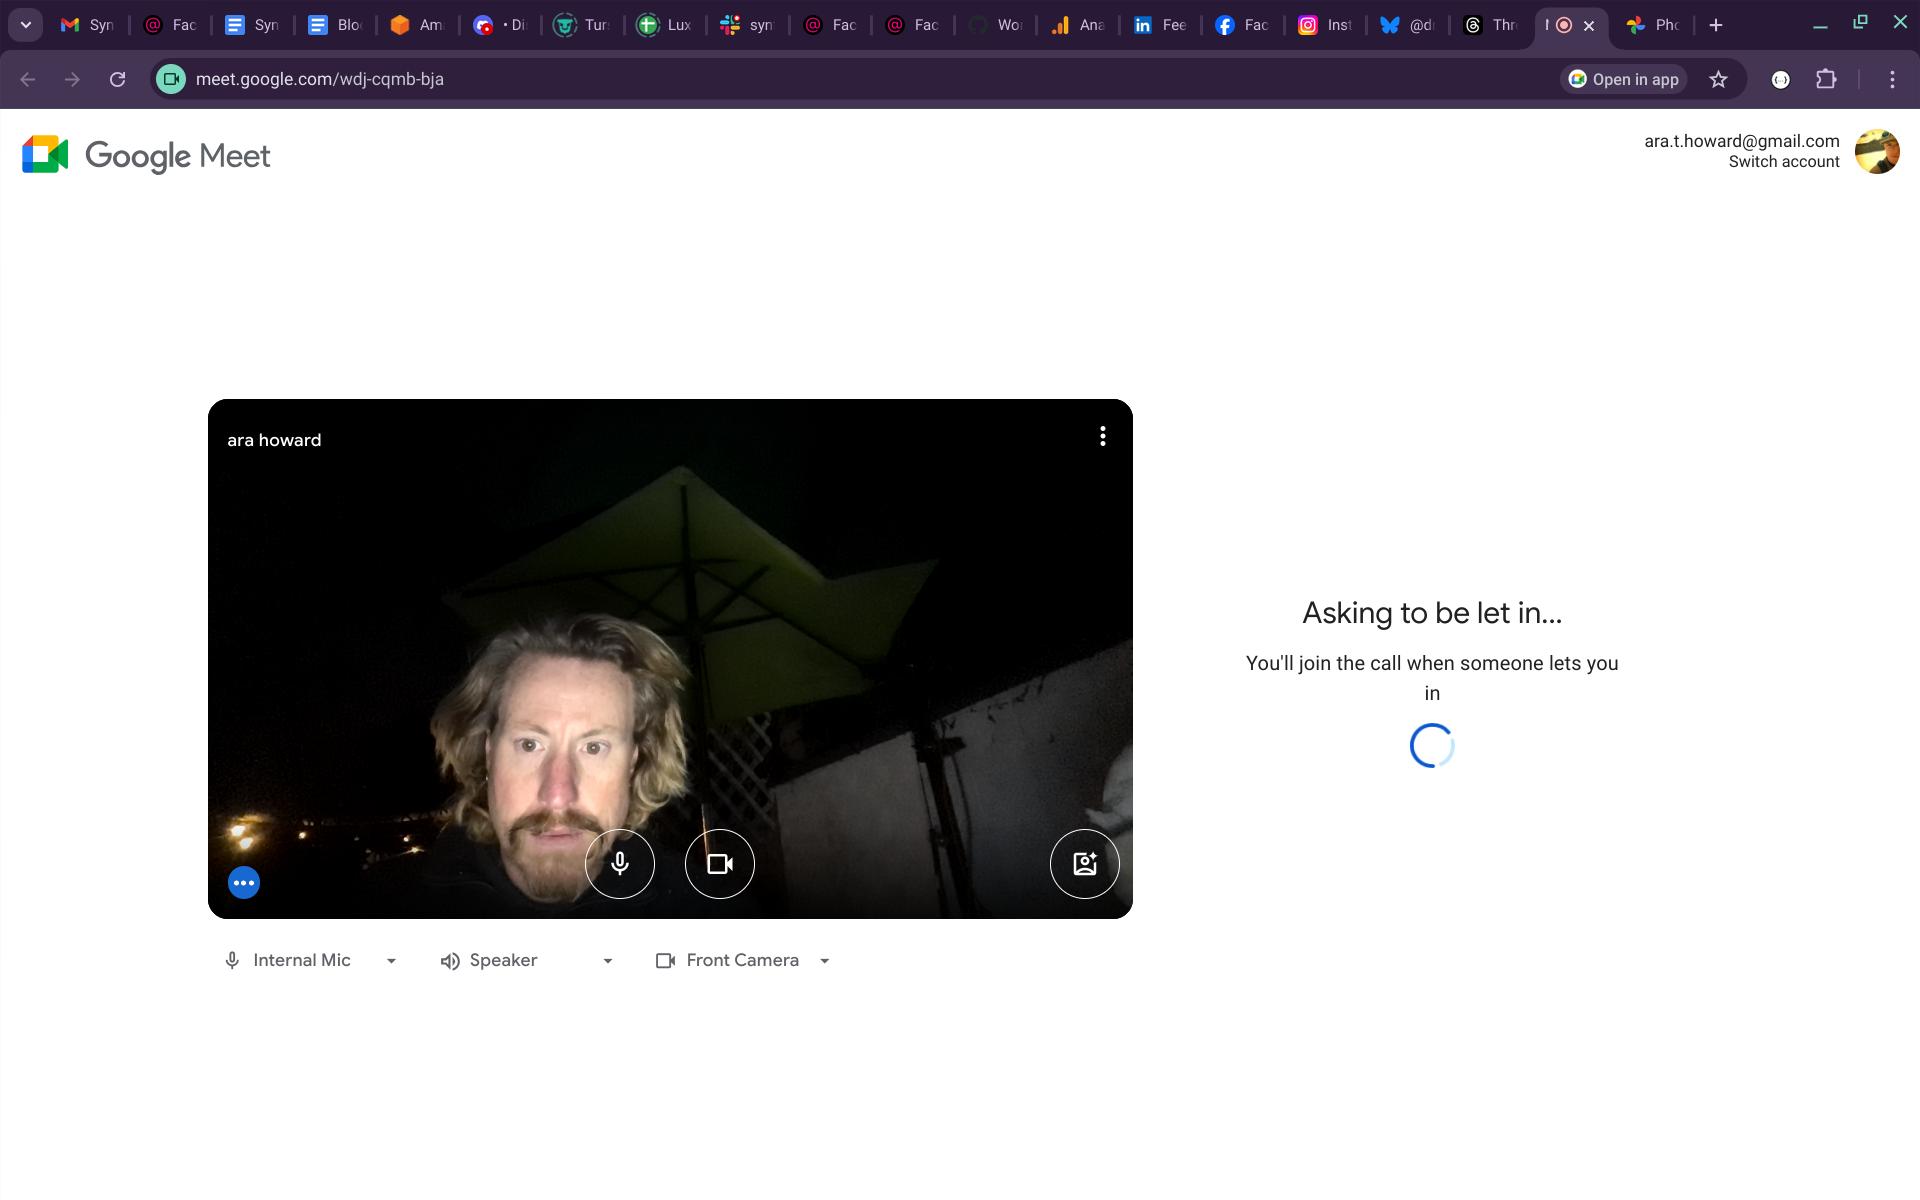 Syn
Fac
Syn
Blo
Am
Di
Tur
Lux
syn
Fac
Fac
Wo
Ana
Fee
Fac
Inst
@d
Thr
Pho
meet.google.com/wdj-cqmb-bja
Open in app
Google Meet
ara.t.howard@gmail.com
Switch account
ara howard
Asking to be let in...
You'll join the call when someone lets you
in
Internal Mic
Speaker
Front Camera